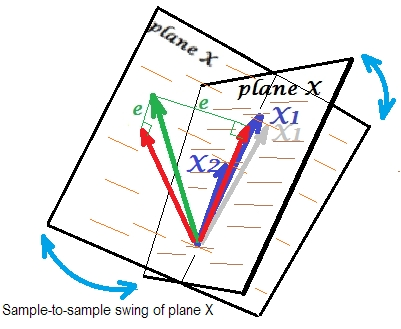 plane X
plane X
e
e
X1
X1
X2
Sample-to-sample swing of plane X